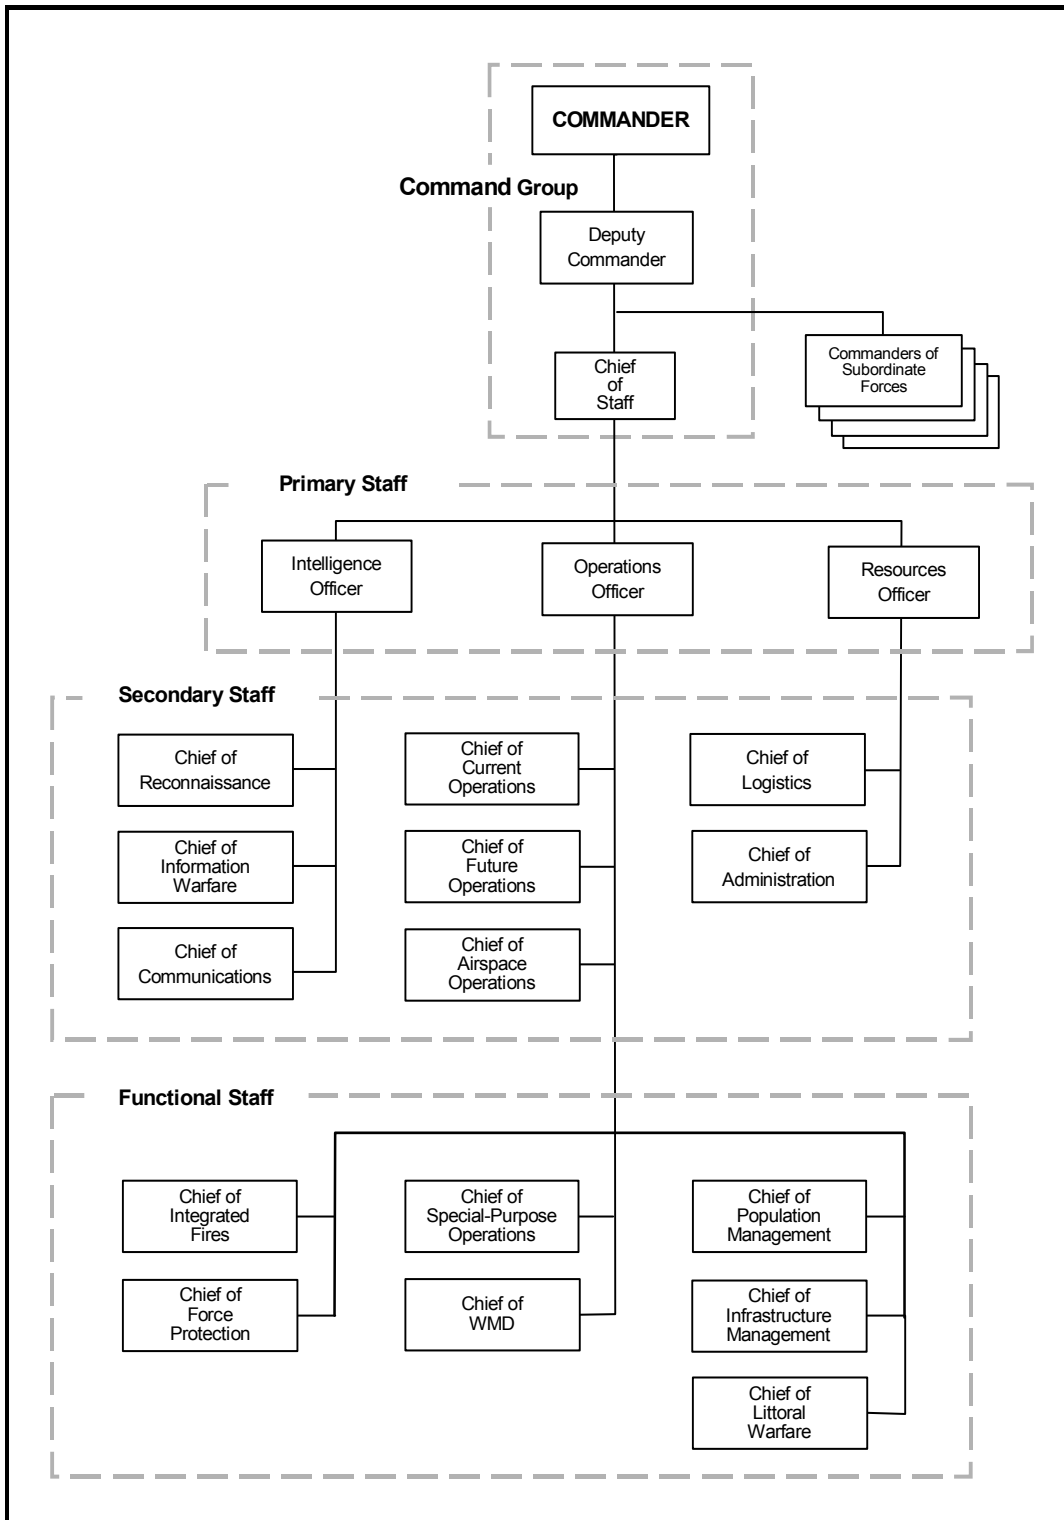 COMMANDER
Command Group
Deputy
Commander
Chief
of
Staff
Commanders of
Subordinate
Forces
Primary Staff
Intelligence
Officer
Operations
Officer
Resources
Officer
Secondary Staff
Chief of
Reconnaissance
Chief of
Current
Operations
Chief of
Logistics
Chief of
Information
Warfare
Chief of
Future
Operations
Chief of
Administration
Chief of
Communications
Chief of
Airspace
Operations
Functional Staff
Chief of
Integrated
Fires
Chief of
Special-Purpose
Operations
Chief of
Population
Management
Chief of
Force
Protection
Chief of
WMD
Chief of
Infrastructure
Management
Chief of
Littoral
Warfare